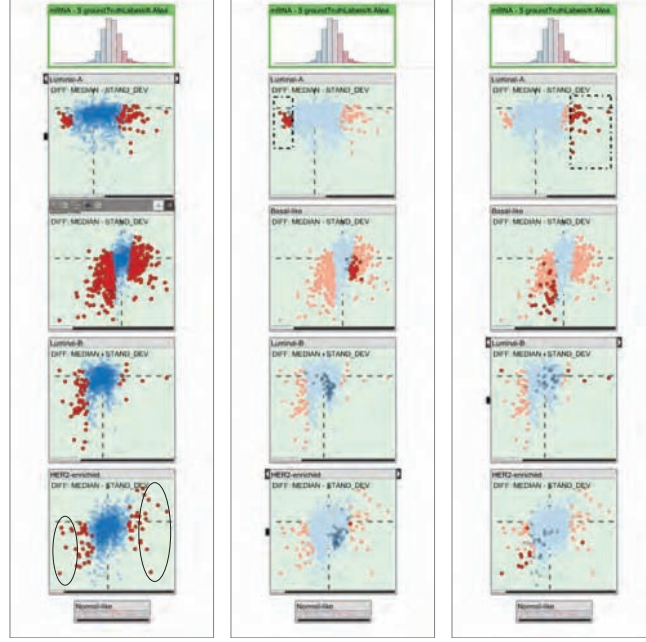 mRNA - 5 groundTruthLabels/X-Ales
Luminal-A
DIFF: MEDIAN - STAND_DEV
DIFF: MEDIAN - STAND_DEV
Luminal-B
DIFF: MEDIAN - STAND_DEV
HER2-enriched
DIFF: MEDIAN - STAND_DEV
Normal-like
mRNA - 5 groundTruthLabels/X-Ales
Luminal-A
DIFF: MEDIAN - STAND_DEV
Basal-like
DIFF: MEDIAN - STAND_DEV
Luminal-B
DIFF: MEDIAN - STAND_DEV
HER2-enriched
DIFF: MEDIAN - STAND_DEV
Normal-like
mRNA - 5 groundTruthLabels/X-Ales
Luminal-A
DIFF: MEDIAN - STAND_DEV
Basal-like
DIFF: MEDIAN - STAND_DEV
Luminal-B
DIFF: MEDIAN - STAND_DEV
HER2-enriched
DIFF: MEDIAN - STAND_DEV
Normal-like